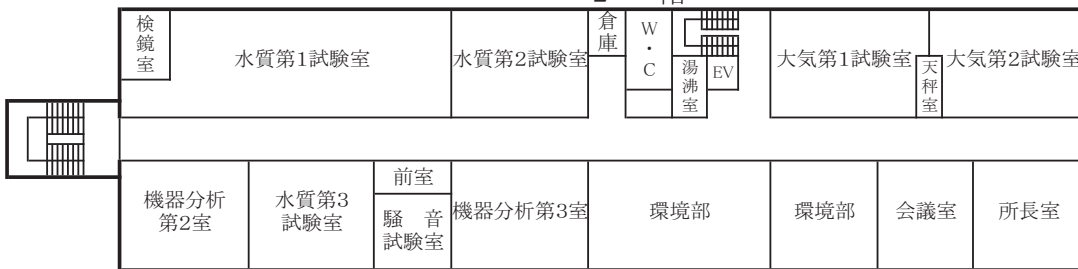 検鏡室
水質第1試験室
水質第2試験室
倉庫
W・C
湯沸室
EV
大気第1試験室
天秤室
大気第2試験室
機器分析
第2室
水質第3
試験室
前室
騒音
試験室
機器分析第3室
環境部
環境部
会議室
所長室